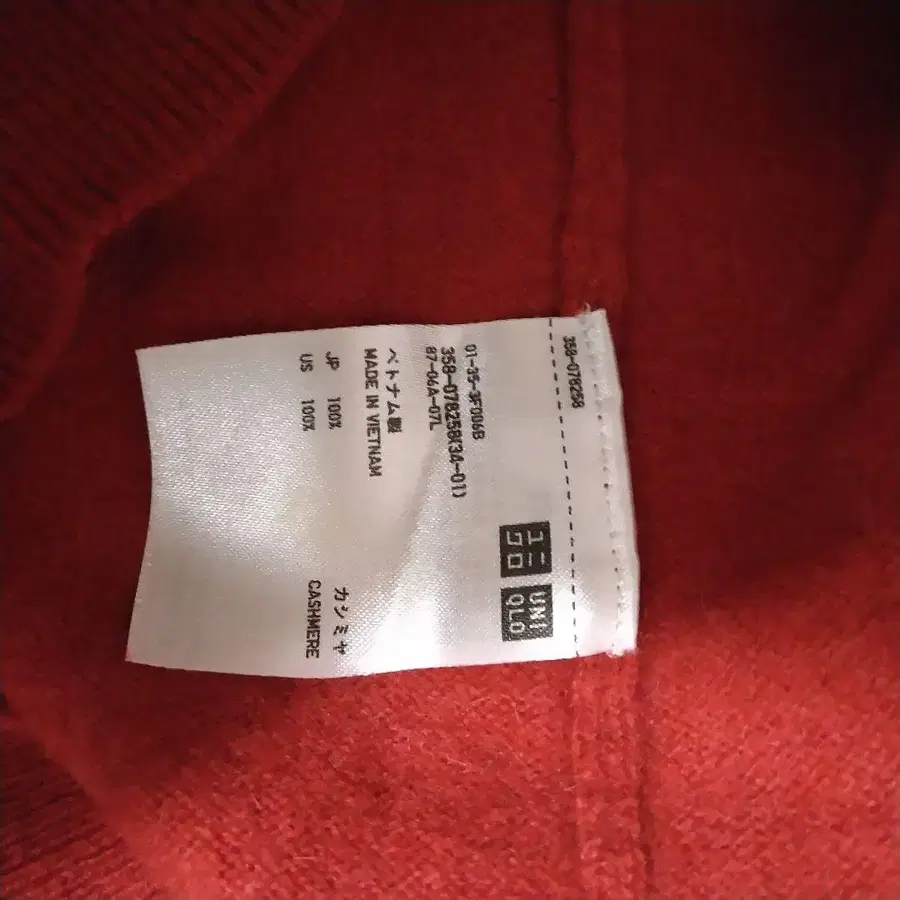 358-078258
ユニ
クロ
UNI
QLO
01-35-3F006B
358-078258(34-01)
87-06A-07L
ベトナム製
MADE IN VIETNAM
JP 100% カシミヤ
US 100% CASHMERE